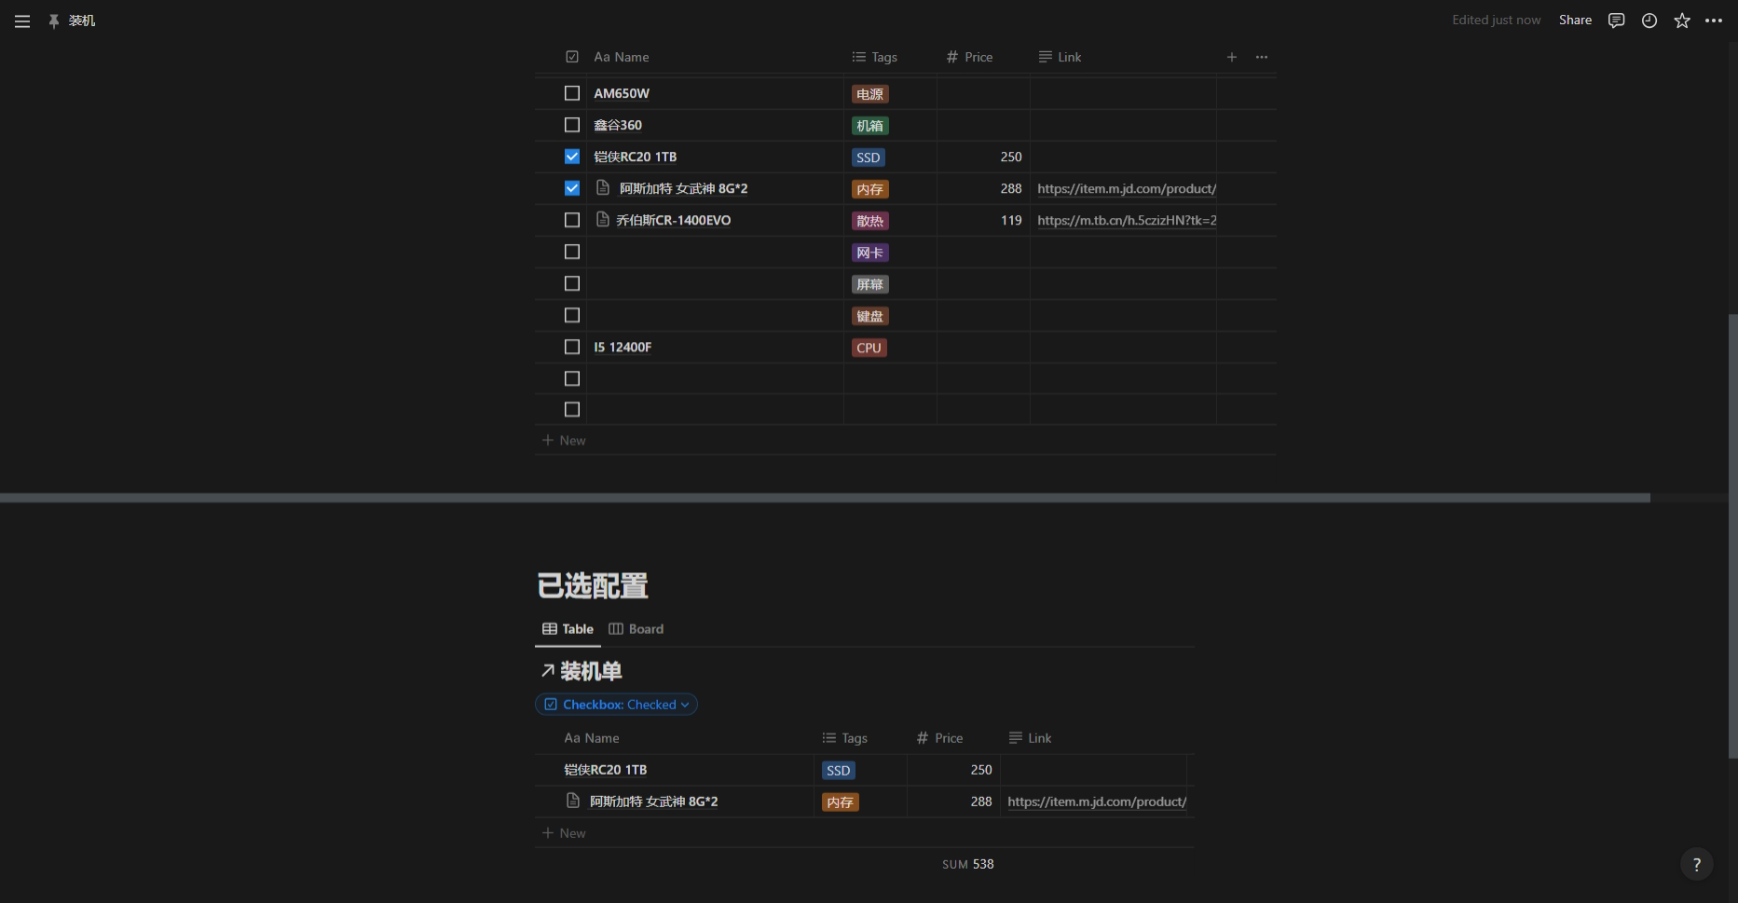 装机
Edited just now Share
Aa Name Tags # Price Link
AM650W 电源
鑫谷360 机箱
铠侠RC20 1TB SSD 250
阿斯加特 女武神 8G*2 内存 288 https://item.m.jd.com/product/
乔伯斯CR-1400EVO 散热 119 https://m.tb.cn/h.5czizHN?tk=2
网卡
屏幕
键盘
I5 12400F CPU
+ New
已选配置
Table Board
↗ 装机单
Checkbox: Checked
Aa Name Tags # Price Link
铠侠RC20 1TB SSD 250
阿斯加特 女武神 8G*2 内存 288 https://item.m.jd.com/product/
+ New
SUM 538
?